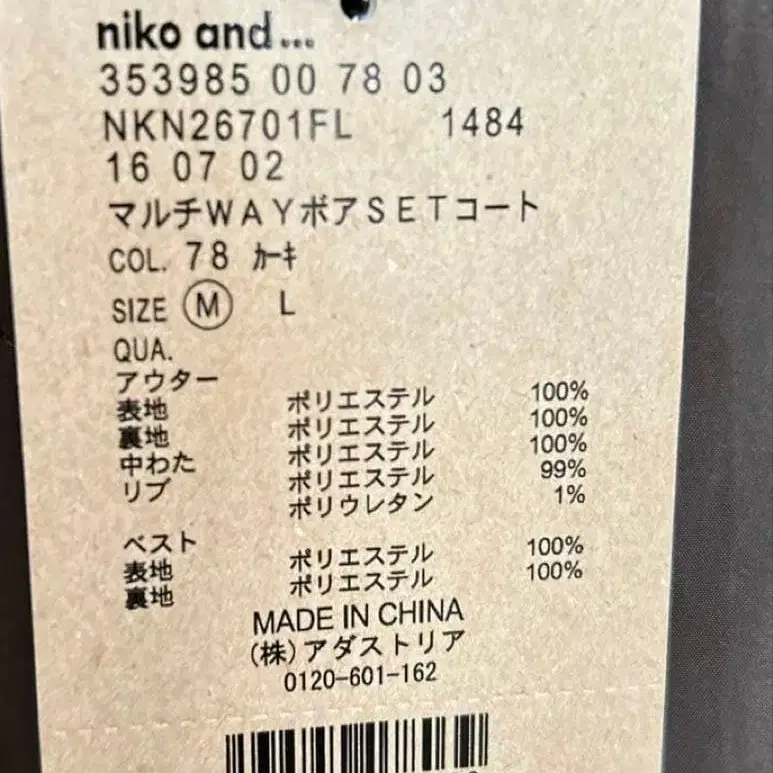 niko and...
353985 00 78 03
NKN26701FL 1484
16 07 02
マルチWAYボアSETコート
COL. 78 ｶｰｷ
SIZE M L
QUA.
アウター
表地 ポリエステル 100%
裏地 ポリエステル 100%
中わた ポリエステル 100%
リブ ポリエステル 99%
ポリウレタン 1%
ベスト
表地 ポリエステル 100%
裏地 ポリエステル 100%
MADE IN CHINA
(株)アダストリア
0120-601-162